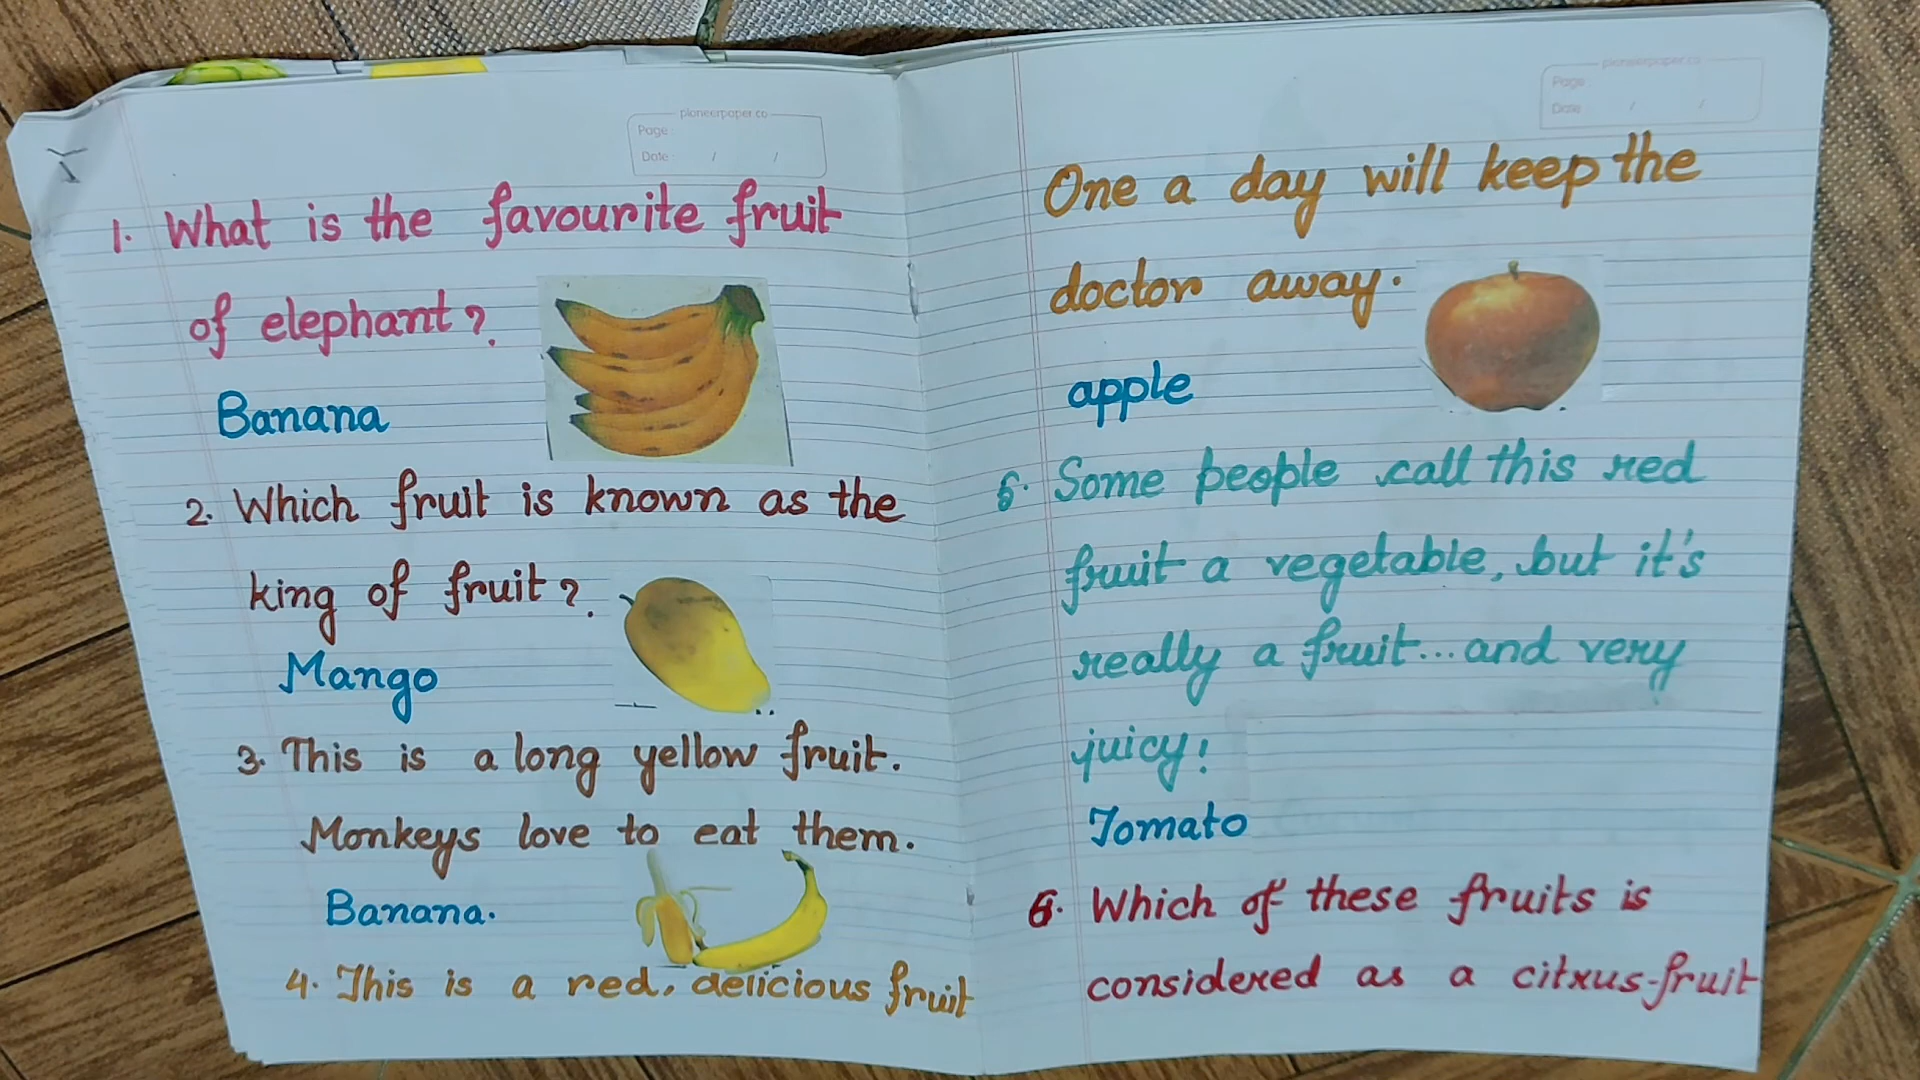 pioneerpaper.co
Page:
Date: / /
1. What is the favourite fruit
of elephant?
Banana
2. Which fruit is known as the
king of fruit?
Mango
3. This is a long yellow fruit.
Monkeys love to eat them.
Banana.
4. This is a red, delicious fruit
pioneerpaper.co
Page:
Date: / /
One a day will keep the
doctor away.
apple
5. Some people call this red
fruit a vegetable, but it's
really a fruit...and very
juicy!
Tomato
6. Which of these fruits is
considered as a citrus-fruit